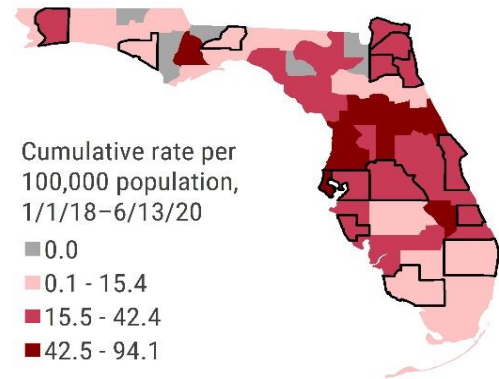 Cumulative rate per
100,000 population,
1/1/18–6/13/20
0.0
0.1 - 15.4
15.5 - 42.4
42.5 - 94.1